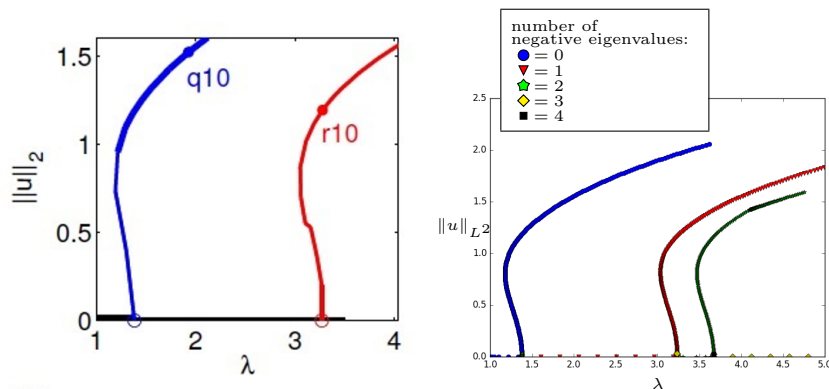 1.5
1
0.5
0
||u||₂
q10
r10
1 2 3 4
λ
number of
negative eigenvalues:
= 0
= 1
= 2
= 3
= 4
2.5
2.0
1.5
1.0
0.5
0.0
‖u‖L²
1.0 1.5 2.0 2.5 3.0 3.5 4.0 4.5 5.0
λ